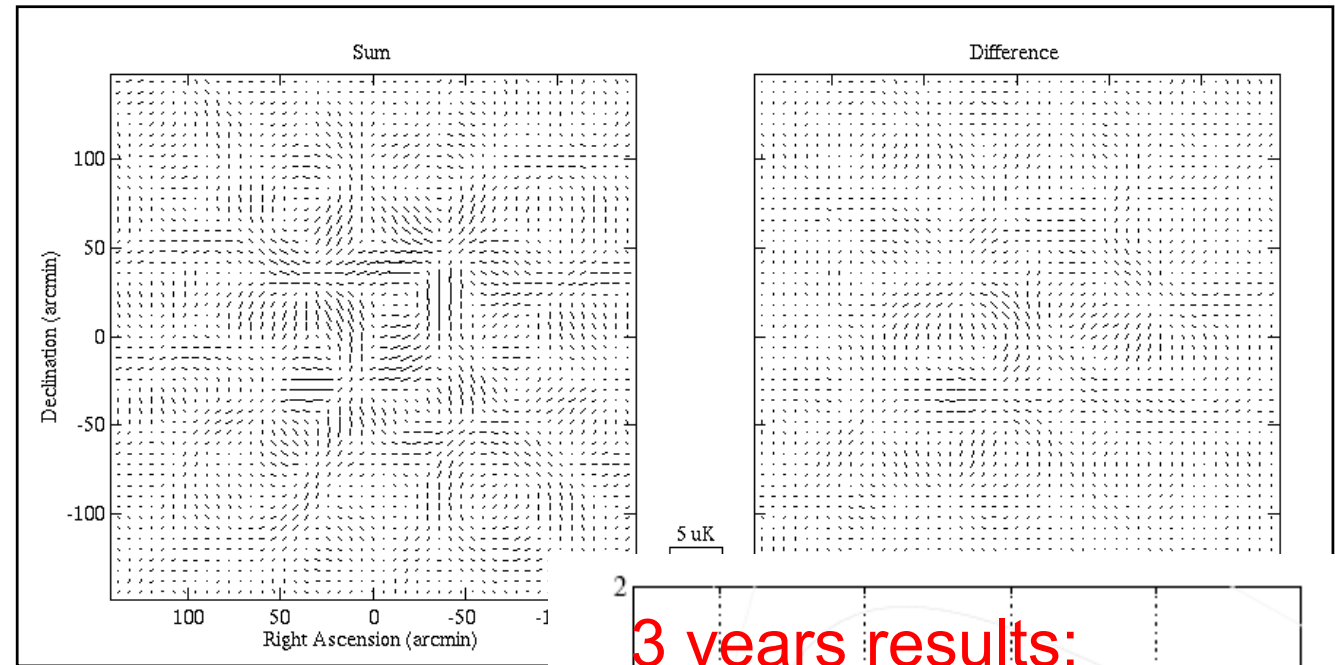 Sum
Difference
100
50
0
-50
-100
Declination (arcmin)
5 uK
100
50
0
-50
-1
Right Ascension (arcmin)
2
3 years results: